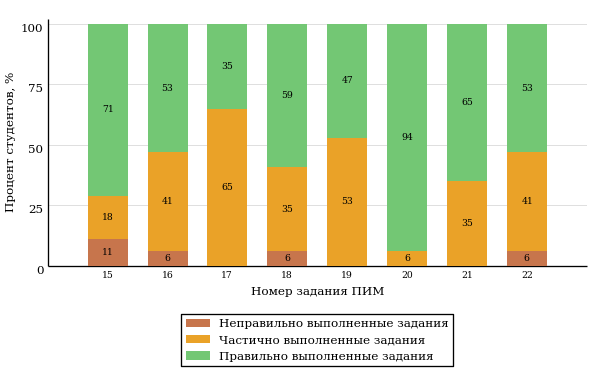 Процент студентов, %
100
75
50
25
0
71 53 35 59 47 94 65 53
18 41 65 35 53 6 35 41
11 6 6 6
15 16 17 18 19 20 21 22
Номер задания ПИМ
Неправильно выполненные задания
Частично выполненные задания
Правильно выполненные задания